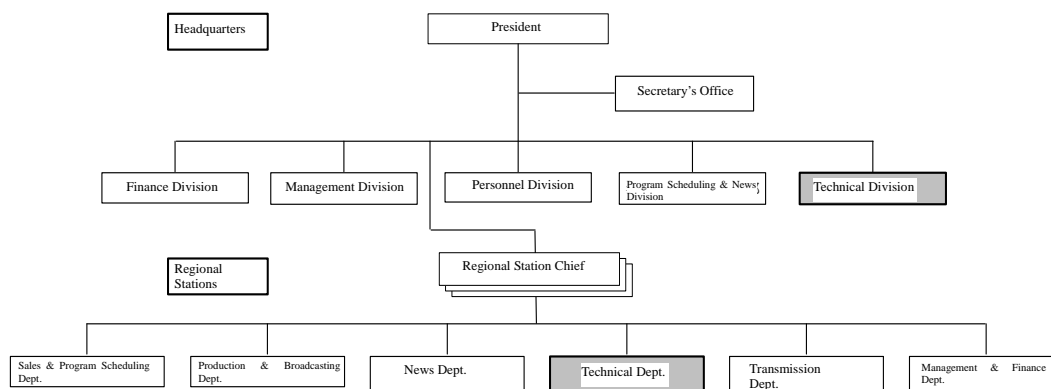 Headquarters
President
Secretary’s Office
Finance Division
Management Division
Personnel Division
Program Scheduling & News
Division
Technical Division
Regional
Stations
Regional Station Chief
Sales & Program Scheduling
Dept.
Production & Broadcasting
Dept.
News Dept.
Technical Dept.
Transmission
Dept.
Management & Finance
Dept.